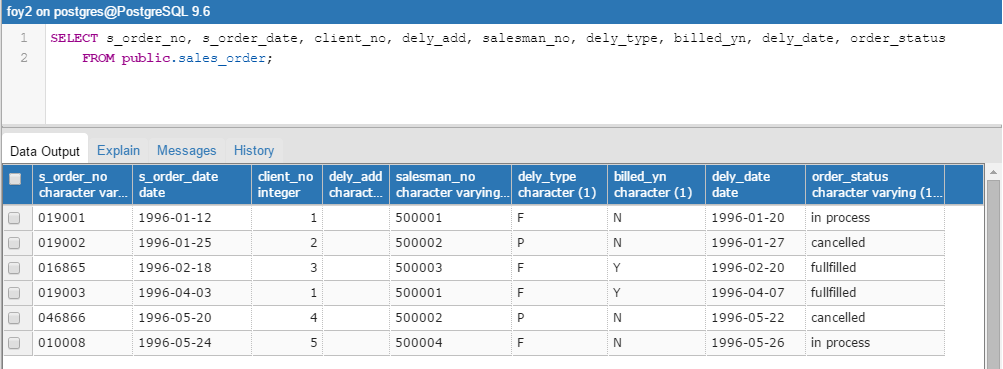 foy2 on postgres@PostgreSQL 9.6
1 SELECT s_order_no, s_order_date, client_no, dely_add, salesman_no, dely_type, billed_yn, dely_date, order_status
2 FROM public.sales_order;
Data Output Explain Messages History
s_order_no s_order_date client_no dely_add salesman_no dely_type billed_yn dely_date order_status
character var... date integer charact... character varying... character (1) character (1) date character varying (1...
019001 1996-01-12 1 500001 F N 1996-01-20 in process
019002 1996-01-25 2 500002 P N 1996-01-27 cancelled
016865 1996-02-18 3 500003 F Y 1996-02-20 fullfilled
019003 1996-04-03 1 500001 F Y 1996-04-07 fullfilled
046866 1996-05-20 4 500002 P N 1996-05-22 cancelled
010008 1996-05-24 5 500004 F N 1996-05-26 in process